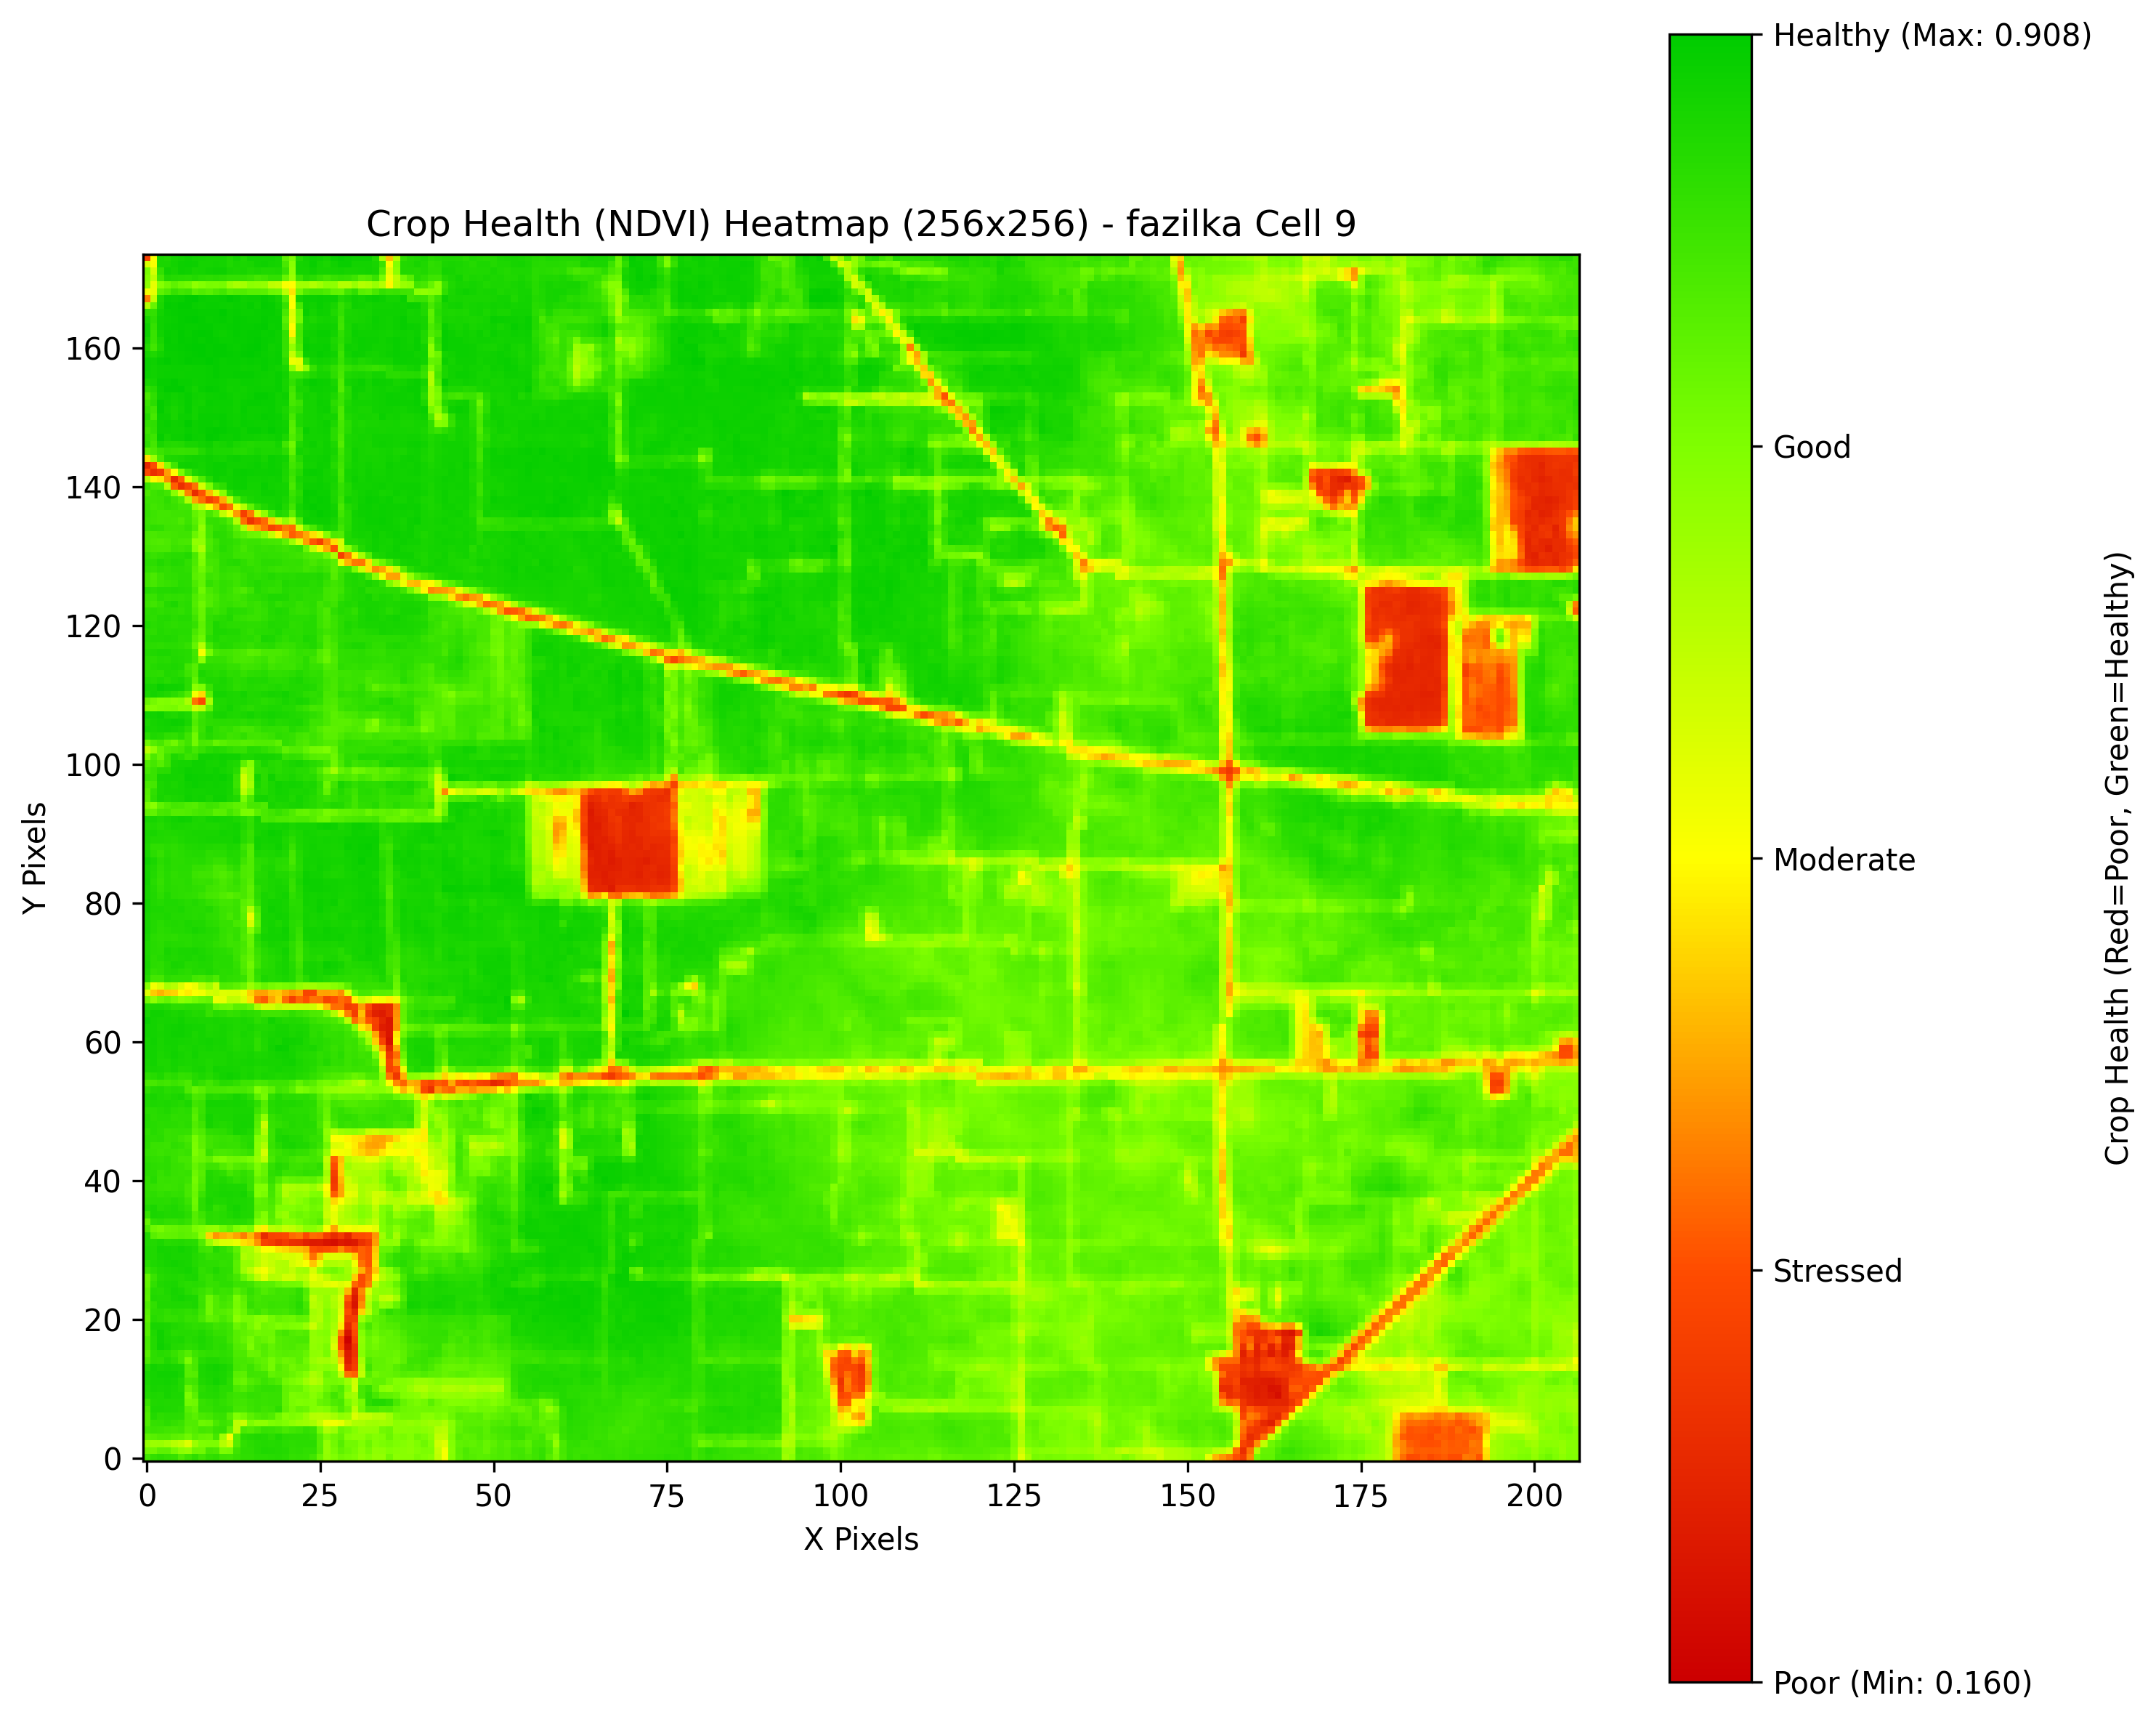 Crop Health (NDVI) Heatmap (256x256) - fazilka Cell 9
Y Pixels
160
140
120
100
80
60
40
20
0
0 25 50 75 100 125 150 175 200
X Pixels
Healthy (Max: 0.908)
Good
Moderate
Stressed
Poor (Min: 0.160)
Crop Health (Red=Poor, Green=Healthy)